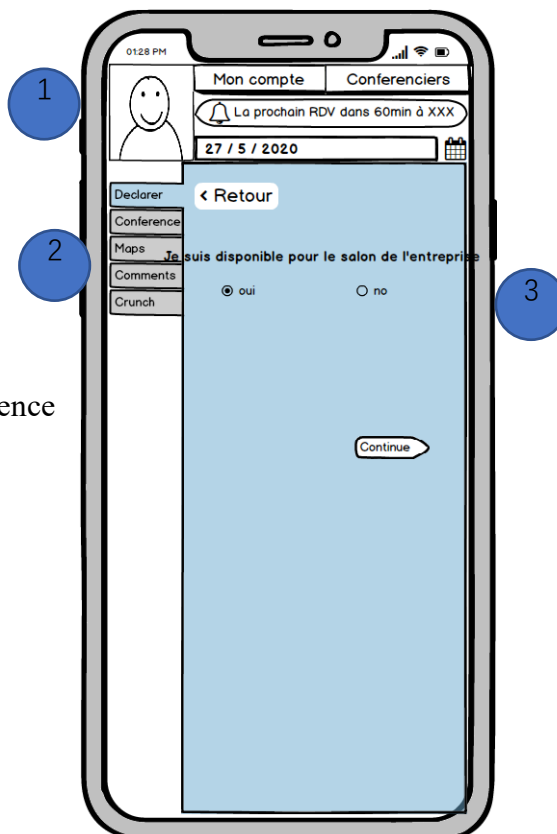 01:28 PM
1
Mon compte Conferenciers
La prochain RDV dans 60min à XXX
27 / 5 / 2020
Declarer
< Retour
Conference
Maps
2
Je suis disponible pour le salon de l'entreprise
Comments
oui no
3
Crunch
ence
Continue